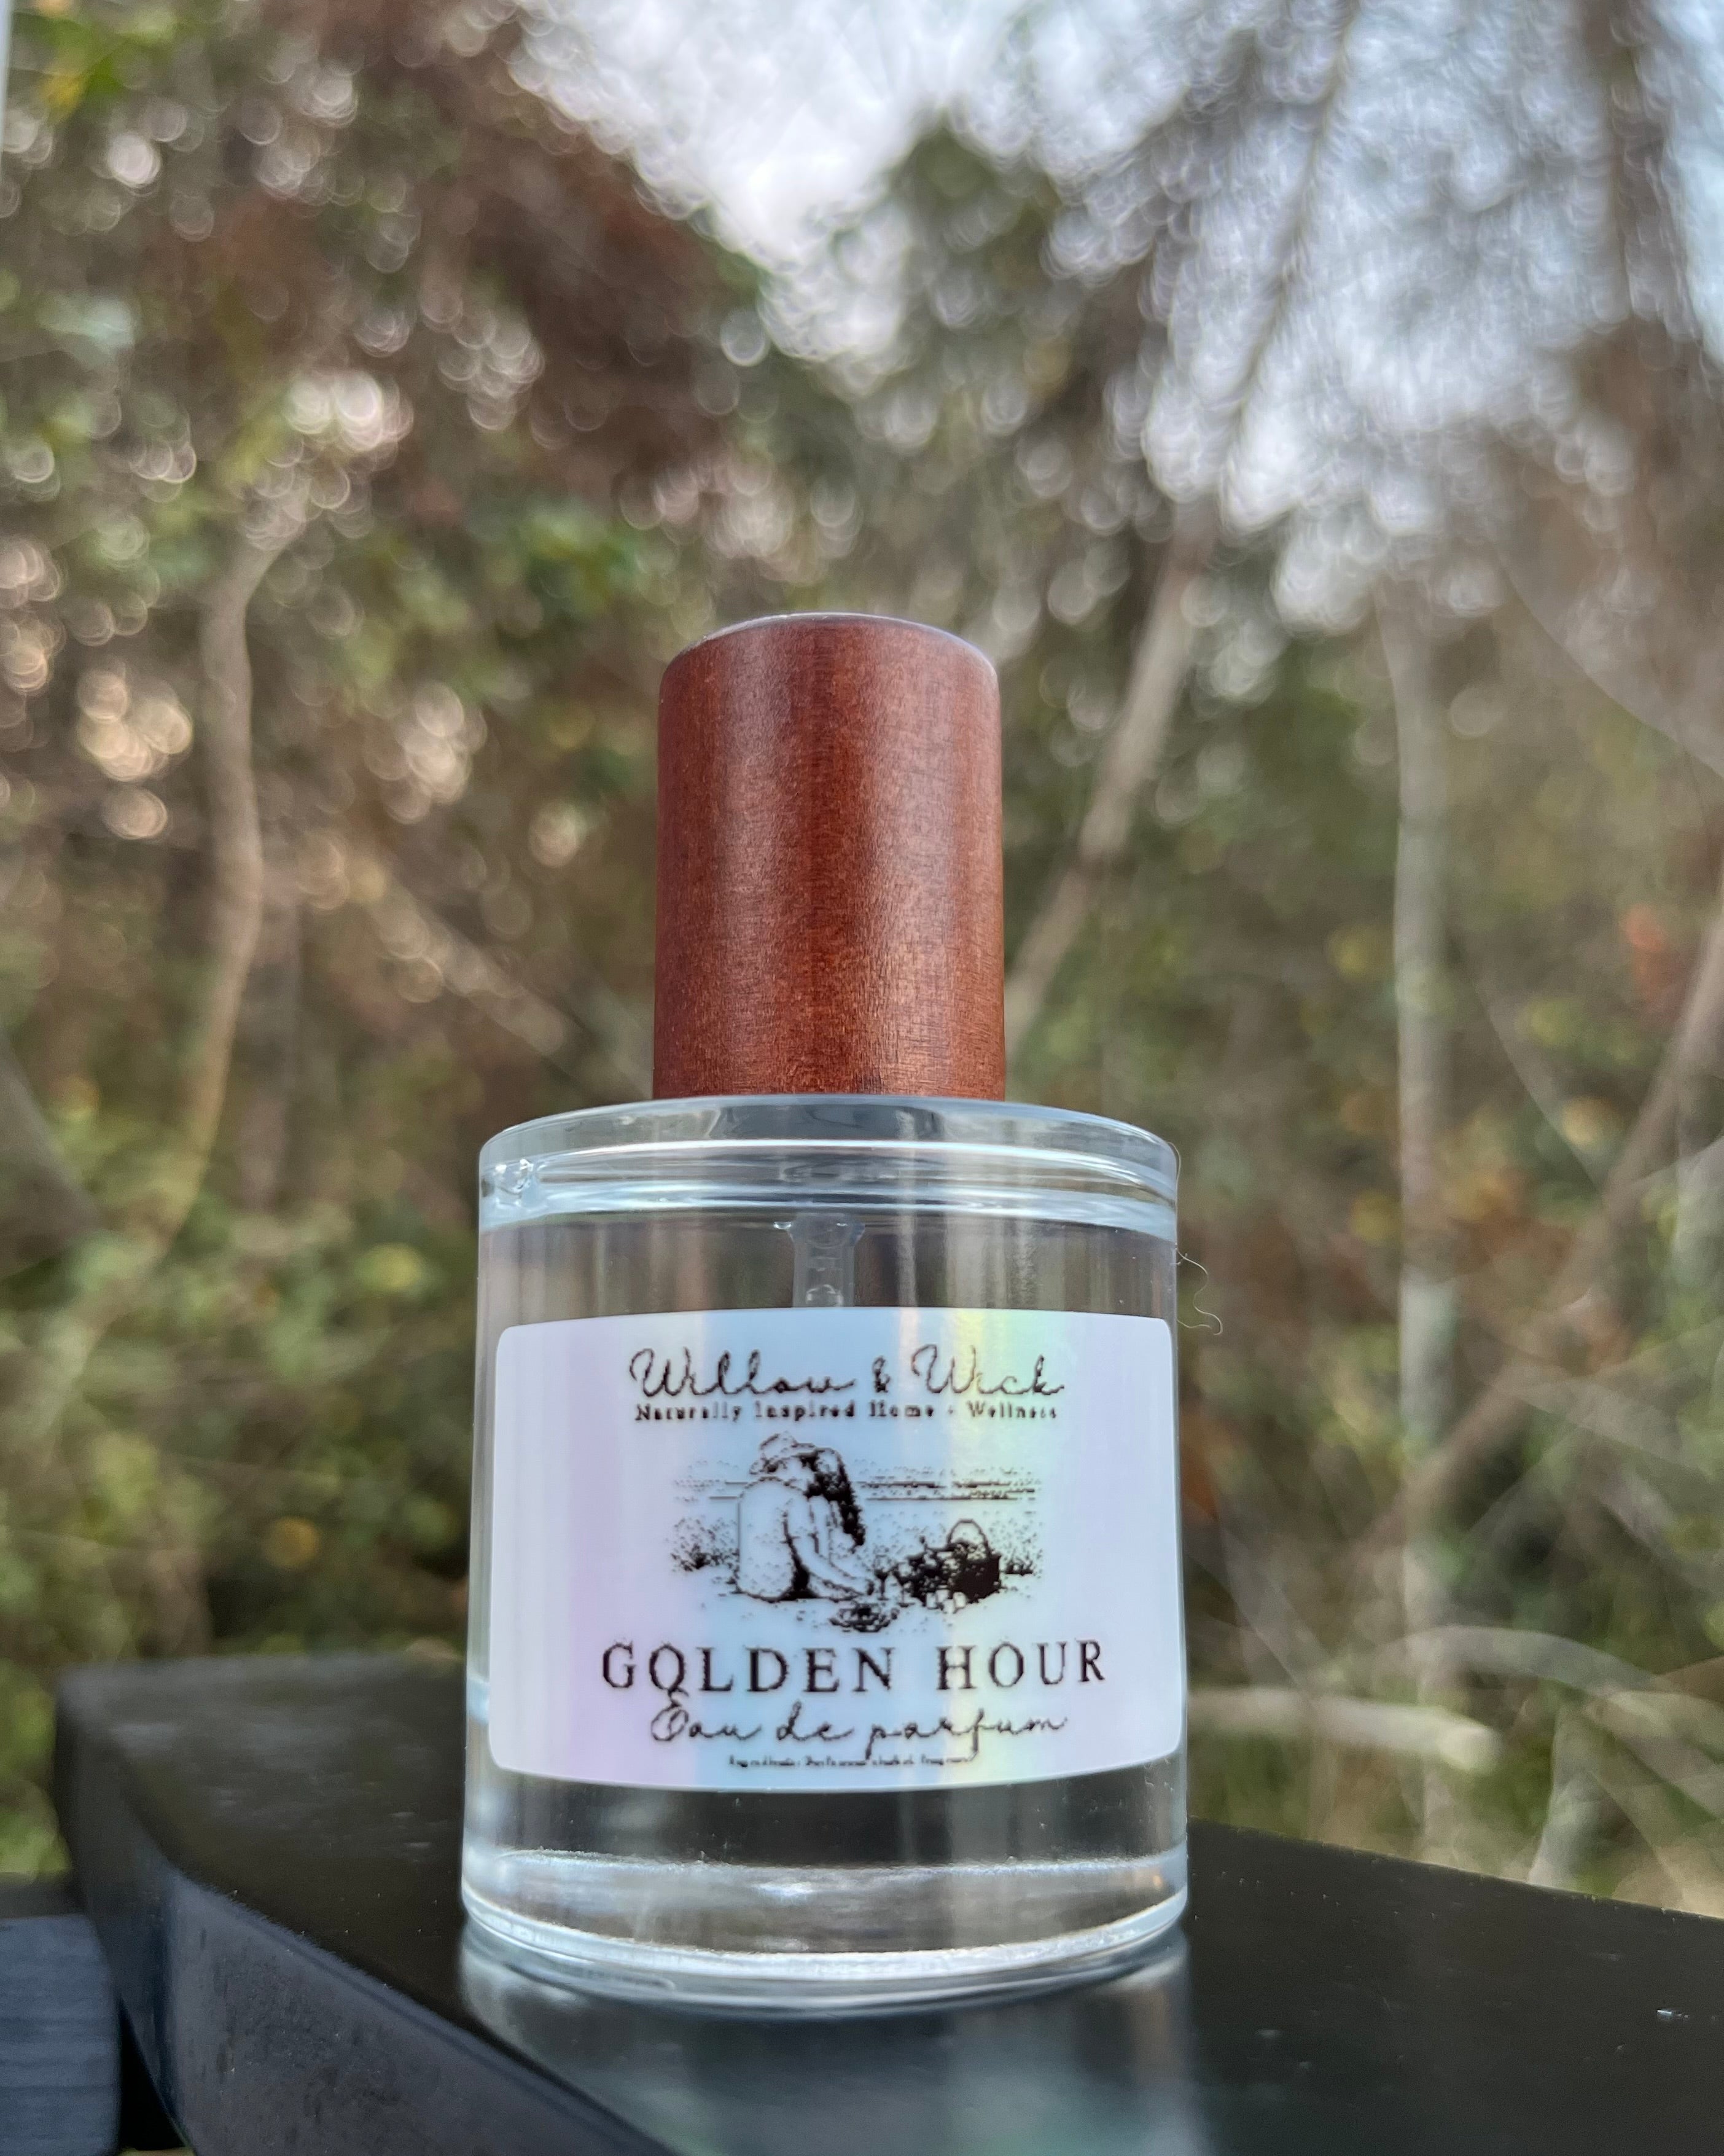 Willow & Wick
Naturally Inspired Home + Wellness
GOLDEN HOUR
Eau de parfum